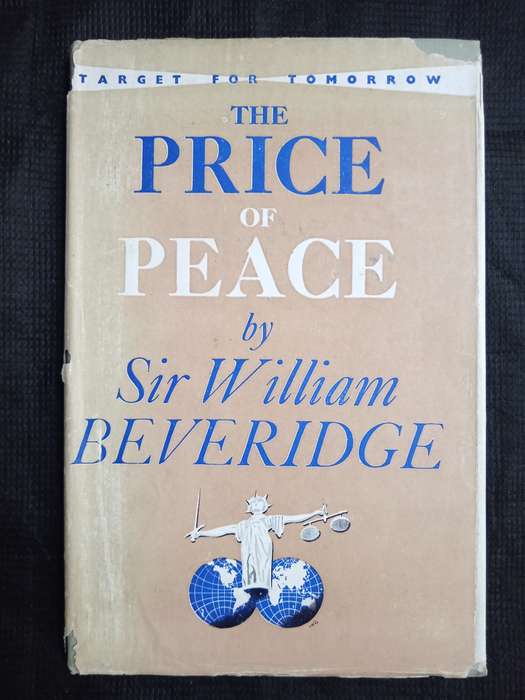 TARGET FOR TOMORROW
THE
PRICE
OF
PEACE
by
Sir William
BEVERIDGE